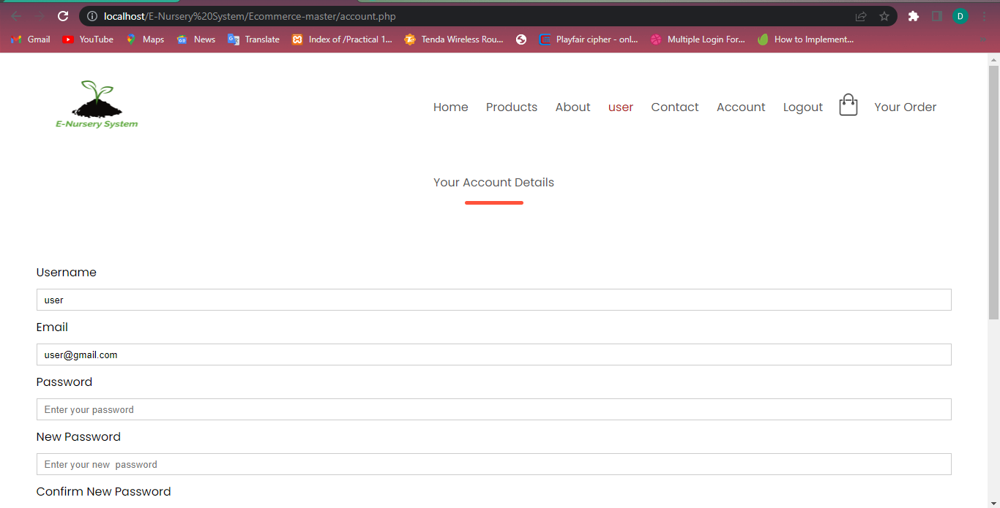 localhost/E-Nursery%20System/Ecommerce-master/account.php
D
Gmail YouTube Maps News Translate Index of /Practical 1... Tenda Wireless Rou... Playfair cipher - onl... Multiple Login For... How to Implement...
E-Nursery System
Home Products About user Contact Account Logout Your Order
Your Account Details
Username
user
Email
user@gmail.com
Password
Enter your password
New Password
Enter your new  password
Confirm New Password